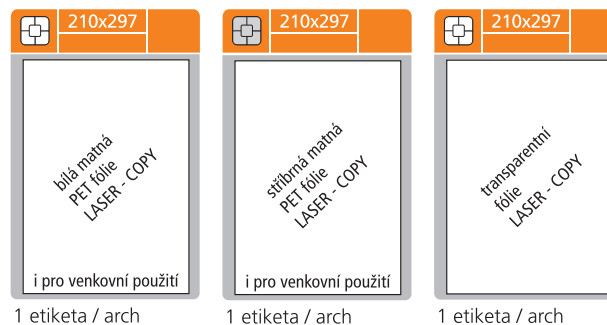 210x297
bílá matná
PET fólie
LASER - COPY
i pro venkovní použití
1 etiketa / arch
210x297
stříbrná matná
PET fólie
LASER - COPY
i pro venkovní použití
1 etiketa / arch
210x297
transparentní
fólie
LASER - COPY
1 etiketa / arch